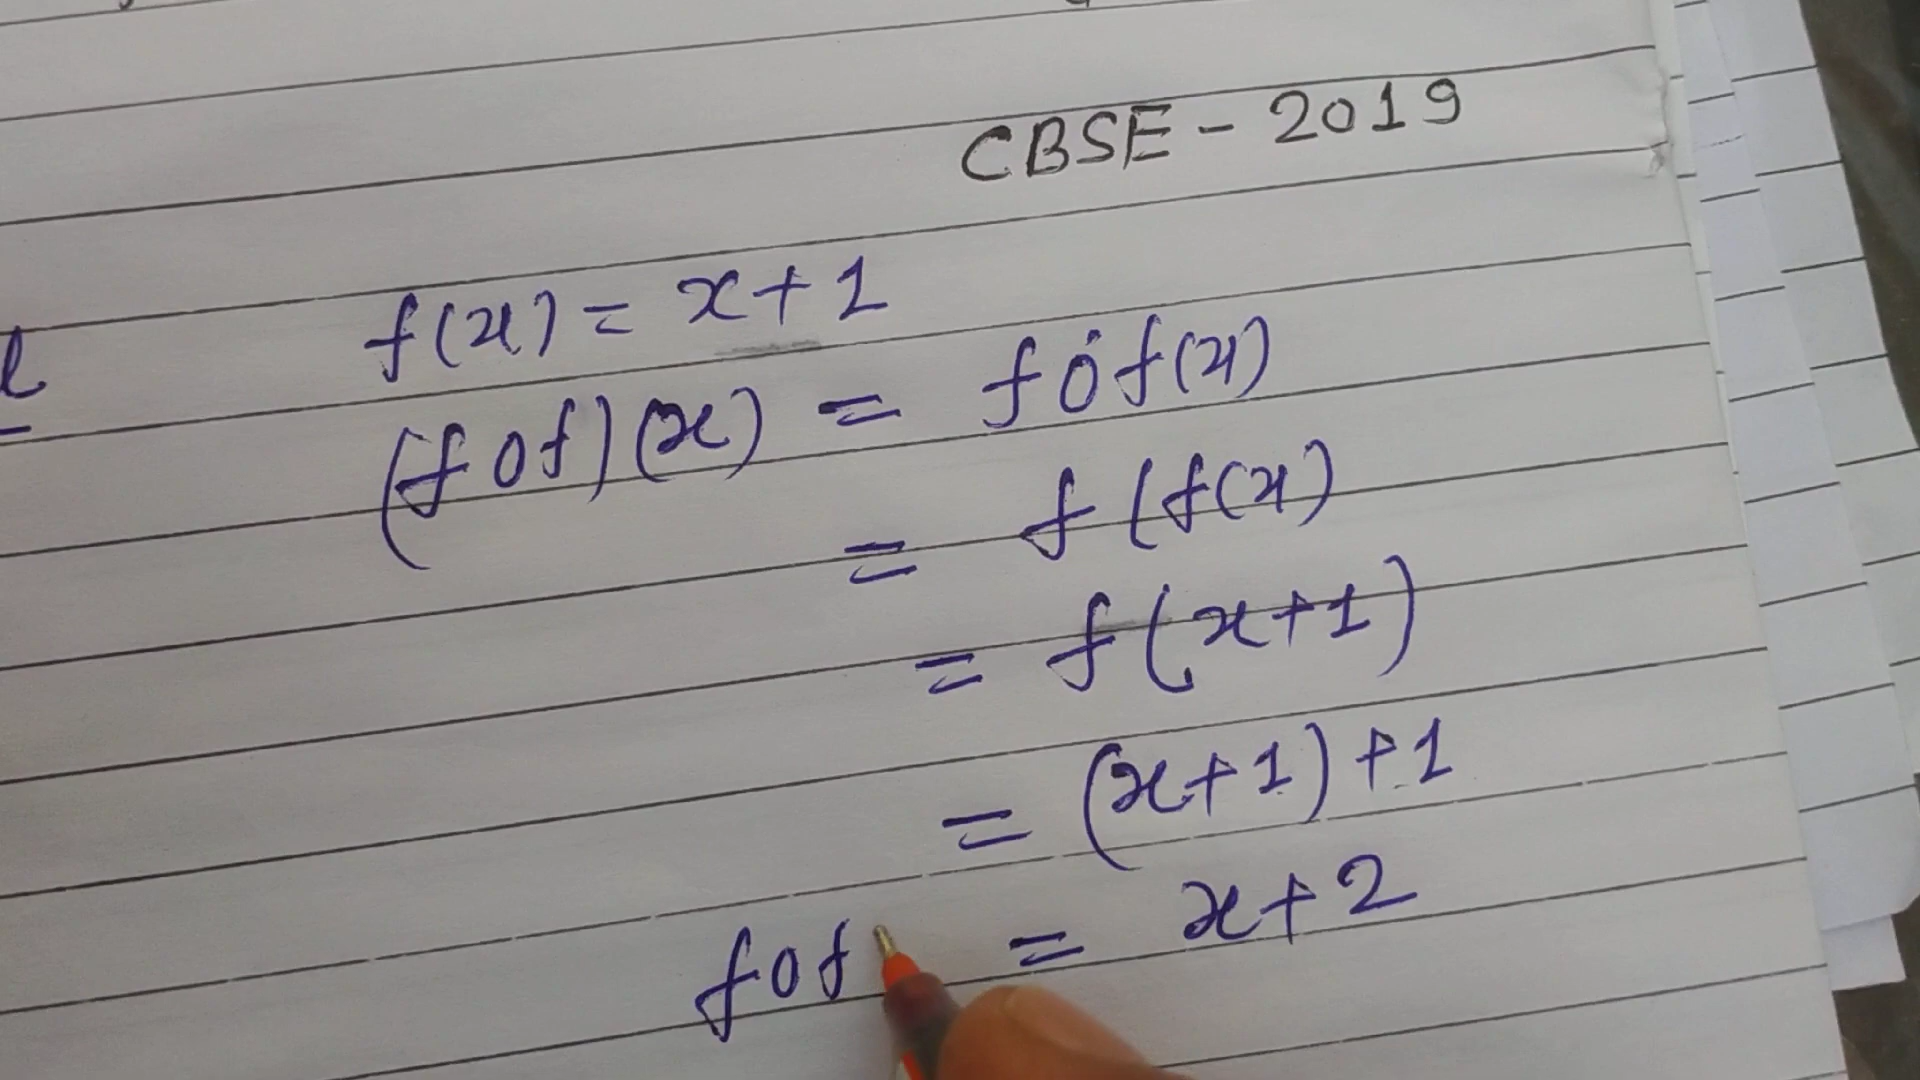 CBSE - 2019
f(x) = x + 1
(fof)(x) = fof(x)
= f(f(x)
= f(x+1)
= (x+1)+1
fof = x+2